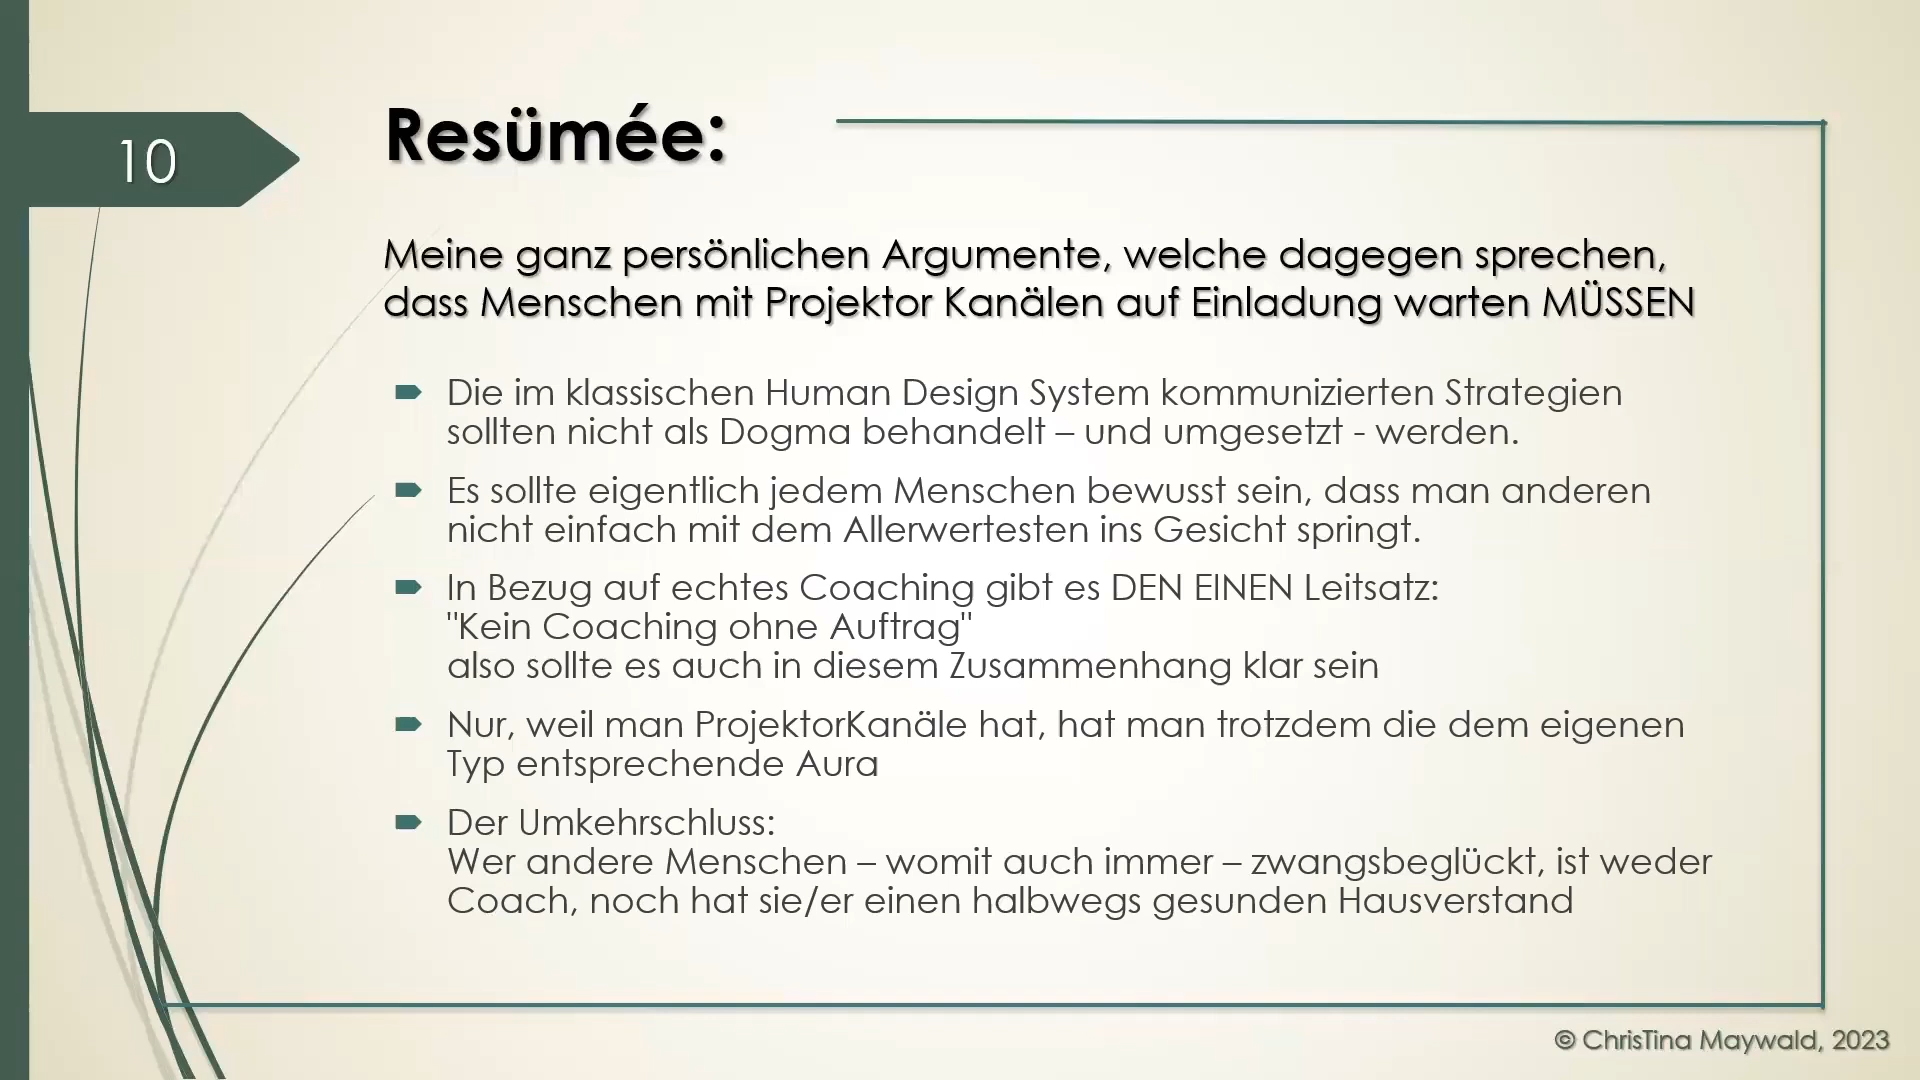 10
Resümée:
Meine ganz persönlichen Argumente, welche dagegen sprechen,
dass Menschen mit Projektor Kanälen auf Einladung warten MÜSSEN
Die im klassischen Human Design System kommunizierten Strategien
sollten nicht als Dogma behandelt – und umgesetzt - werden.
Es sollte eigentlich jedem Menschen bewusst sein, dass man anderen
nicht einfach mit dem Allerwertesten ins Gesicht springt.
In Bezug auf echtes Coaching gibt es DEN EINEN Leitsatz:
"Kein Coaching ohne Auftrag"
also sollte es auch in diesem Zusammenhang klar sein
Nur, weil man ProjektorKanäle hat, hat man trotzdem die dem eigenen
Typ entsprechende Aura
Der Umkehrschluss:
Wer andere Menschen – womit auch immer – zwangsbeglückt, ist weder
Coach, noch hat sie/er einen halbwegs gesunden Hausverstand
© ChrisTina Maywald, 2023